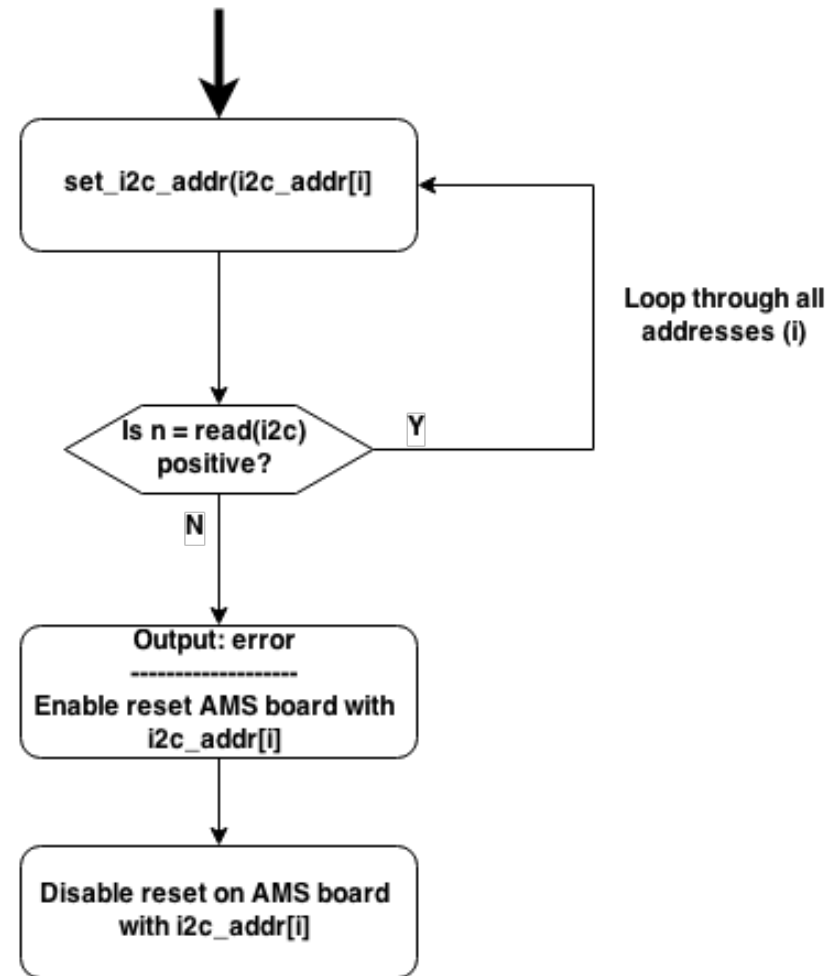 set_i2c_addr(i2c_addr[i]
Loop through all
addresses (i)
Is n = read(i2c)
positive?
Y
N
Output: error
-------------------
Enable reset AMS board with
i2c_addr[i]
Disable reset on AMS board
with i2c_addr[i]